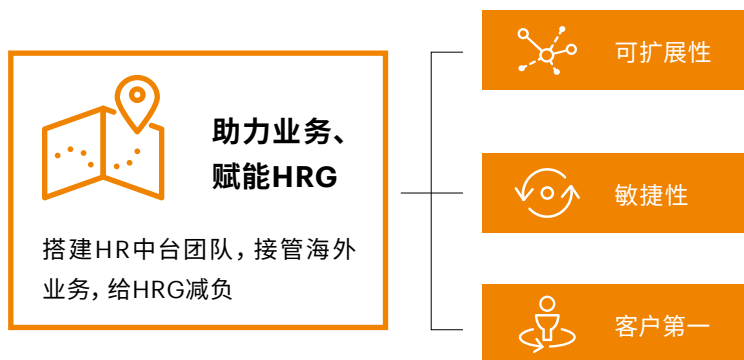 助力业务、
赋能HRG
搭建HR中台团队，接管海外
业务，给HRG减负
可扩展性
敏捷性
客户第一